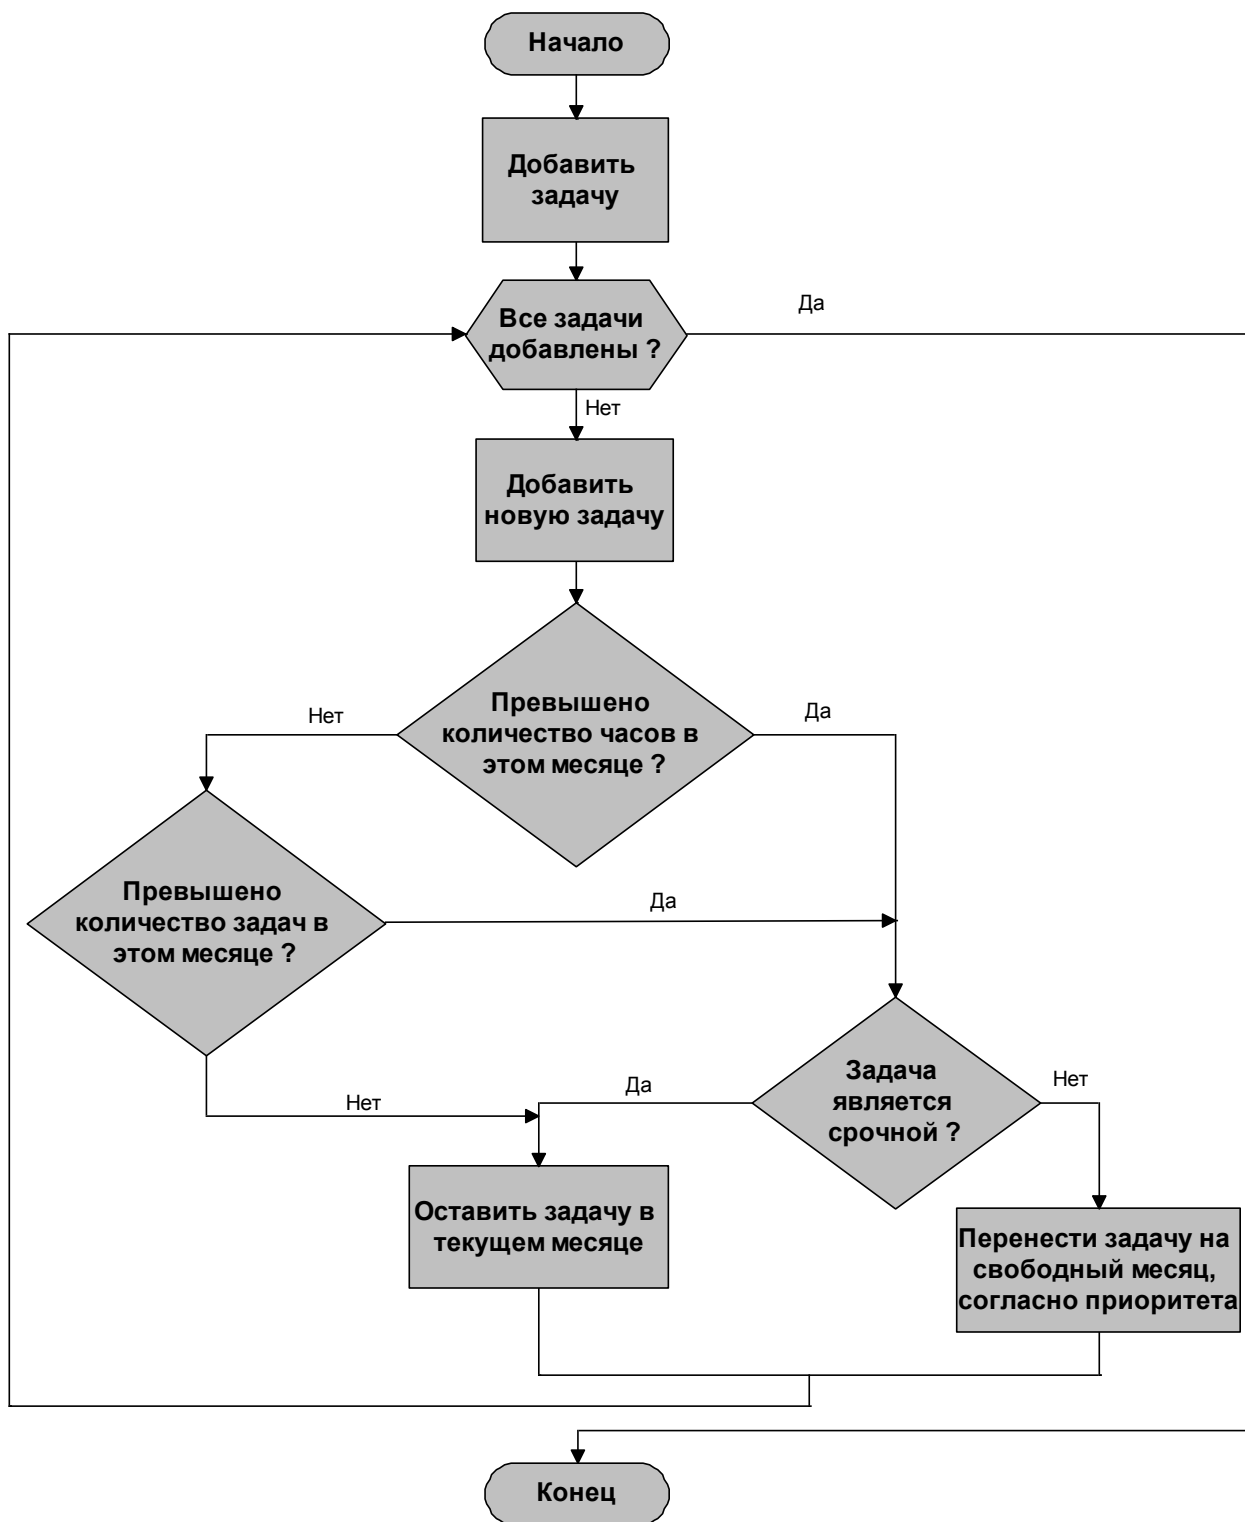 Начало
Добавить
задачу
Да
Все задачи
добавлены ?
Нет
Добавить
новую задачу
Превышено
количество часов в
этом месяце ?
Нет
Да
Превышено
количество задач в
этом месяце ?
Да
Задача
является
срочной ?
Да
Нет
Нет
Оставить задачу в
текущем месяце
Перенести задачу на
свободный месяц,
согласно приоритета
Конец